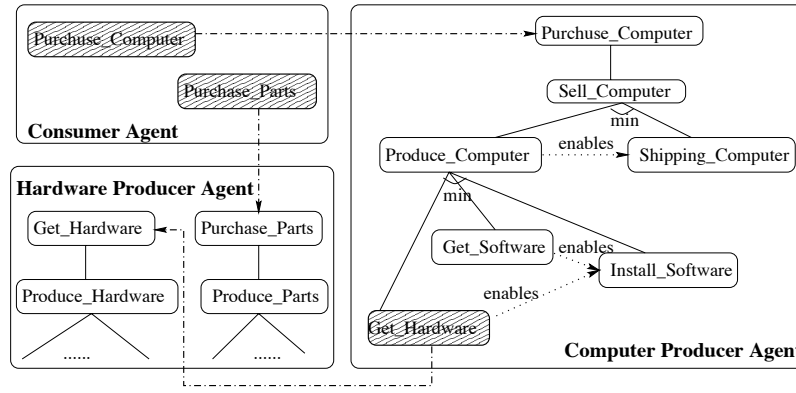 Purchuse_Computer
Purchase_Parts
Consumer Agent
Hardware Producer Agent
Get_Hardware
Purchase_Parts
Produce_Hardware
Produce_Parts
......
......
Purchuse_Computer
Sell_Computer
min
Produce_Computer
enables
Shipping_Computer
min
Get_Software
enables
Install_Software
enables
Get_Hardware
Computer Producer Agent